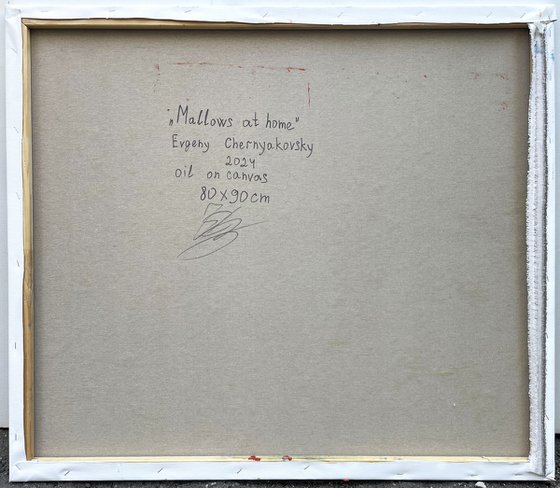 „Mallows at home"
Evgeny Chernyakovsky
2024
oil on canvas
80x90cm